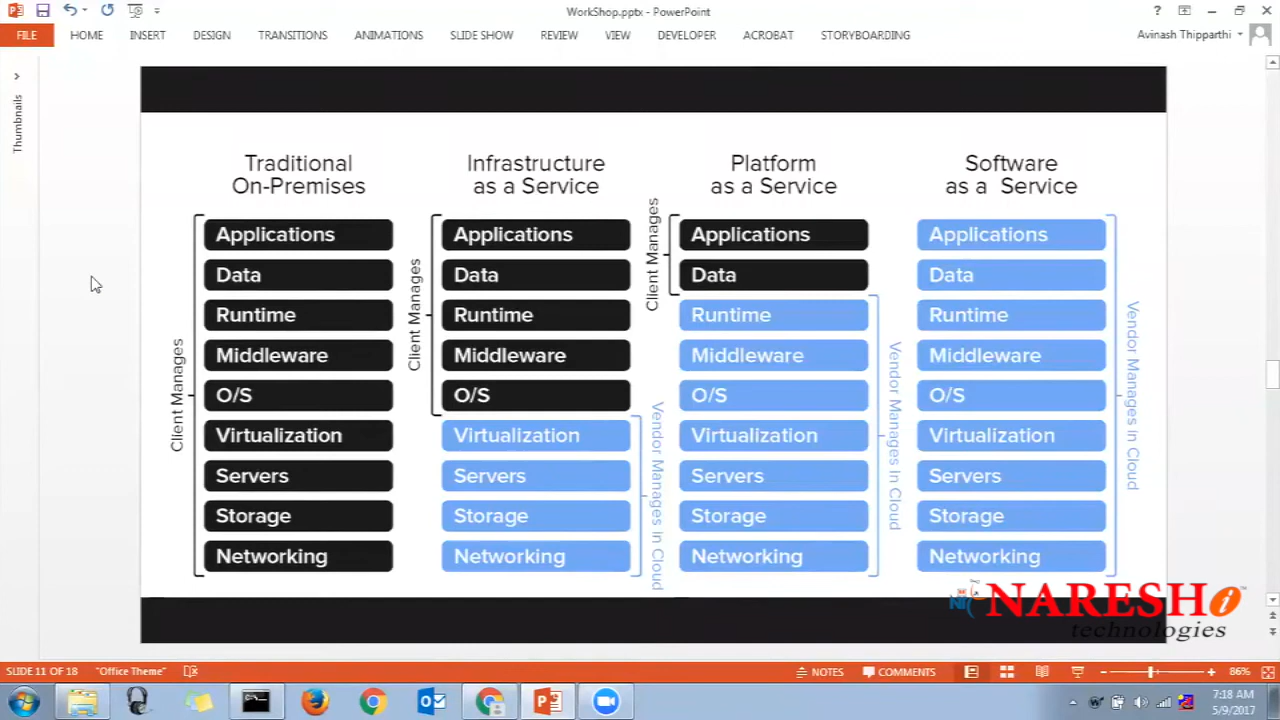 WorkShop.pptx - PowerPoint
?
FILE HOME INSERT DESIGN TRANSITIONS ANIMATIONS SLIDE SHOW REVIEW VIEW DEVELOPER ACROBAT STORYBOARDING
Avinash Thipparthi
Thumbnails
Traditional
On-Premises
Client Manages
Applications
Data
Runtime
Middleware
O/S
Virtualization
Servers
Storage
Networking
Infrastructure
as a Service
Client Manages
Applications
Data
Runtime
Middleware
O/S
Virtualization
Servers
Storage
Networking
Vendor Manages in Cloud
Platform
as a Service
Client Manages
Applications
Data
Runtime
Middleware
O/S
Virtualization
Servers
Storage
Networking
Vendor Manages in Cloud
Software
as a Service
Applications
Data
Runtime
Middleware
O/S
Virtualization
Servers
Storage
Networking
Vendor Manages in Cloud
NARESH i
technologies
SLIDE 11 OF 18 "Office Theme" NOTES COMMENTS 86%
7:18 AM
5/9/2017